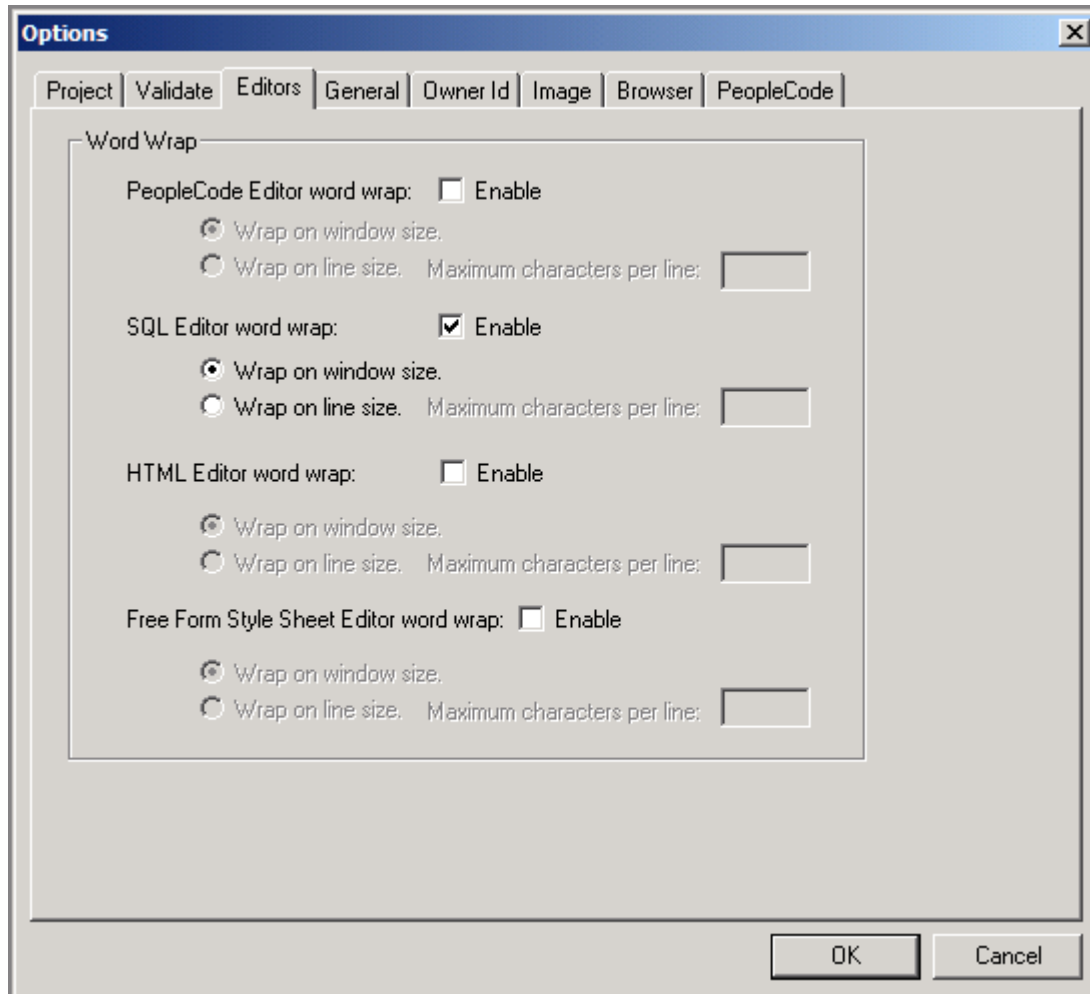 Options
Project Validate Editors General Owner Id Image Browser PeopleCode
Word Wrap
PeopleCode Editor word wrap: Enable
Wrap on window size.
Wrap on line size. Maximum characters per line:
SQL Editor word wrap: Enable
Wrap on window size.
Wrap on line size. Maximum characters per line:
HTML Editor word wrap: Enable
Wrap on window size.
Wrap on line size. Maximum characters per line:
Free Form Style Sheet Editor word wrap: Enable
Wrap on window size.
Wrap on line size. Maximum characters per line:
OK Cancel